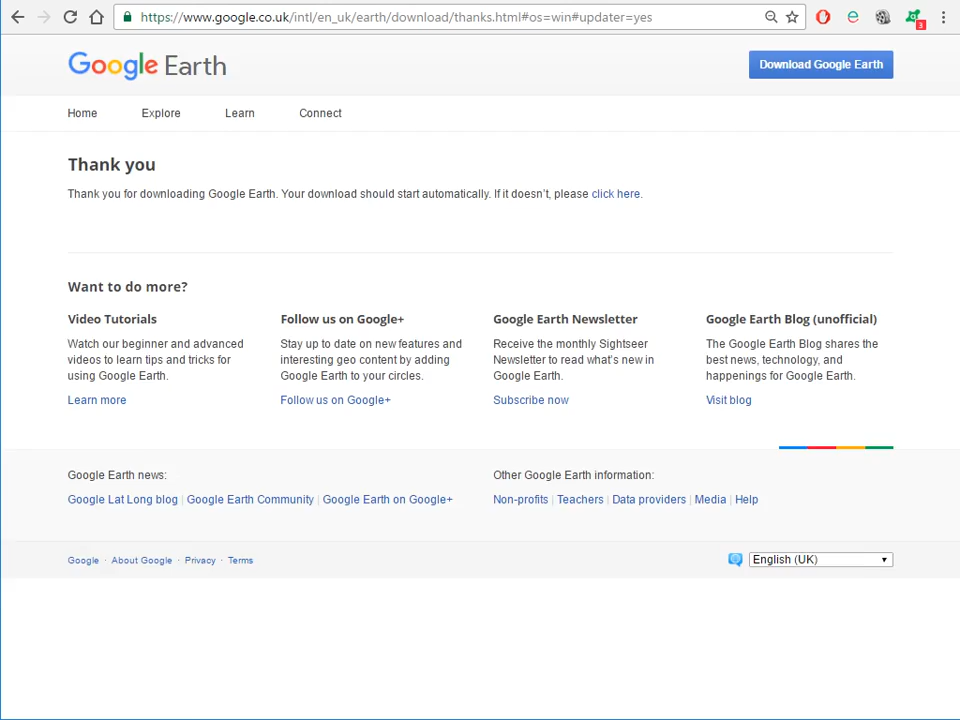 https://www.google.co.uk/intl/en_uk/earth/download/thanks.html#os=win#updater=yes
3
Google Earth
Download Google Earth
Home Explore Learn Connect
Thank you
Thank you for downloading Google Earth. Your download should start automatically. If it doesn't, please click here.
Want to do more?
Video Tutorials
Watch our beginner and advanced
videos to learn tips and tricks for
using Google Earth.
Learn more
Follow us on Google+
Stay up to date on new features and
interesting geo content by adding
Google Earth to your circles.
Follow us on Google+
Google Earth Newsletter
Receive the monthly Sightseer
Newsletter to read what's new in
Google Earth.
Subscribe now
Google Earth Blog (unofficial)
The Google Earth Blog shares the
best news, technology, and
happenings for Google Earth.
Visit blog
Google Earth news:
Google Lat Long blog | Google Earth Community | Google Earth on Google+
Other Google Earth information:
Non-profits | Teachers | Data providers | Media | Help
Google · About Google · Privacy · Terms
English (UK)